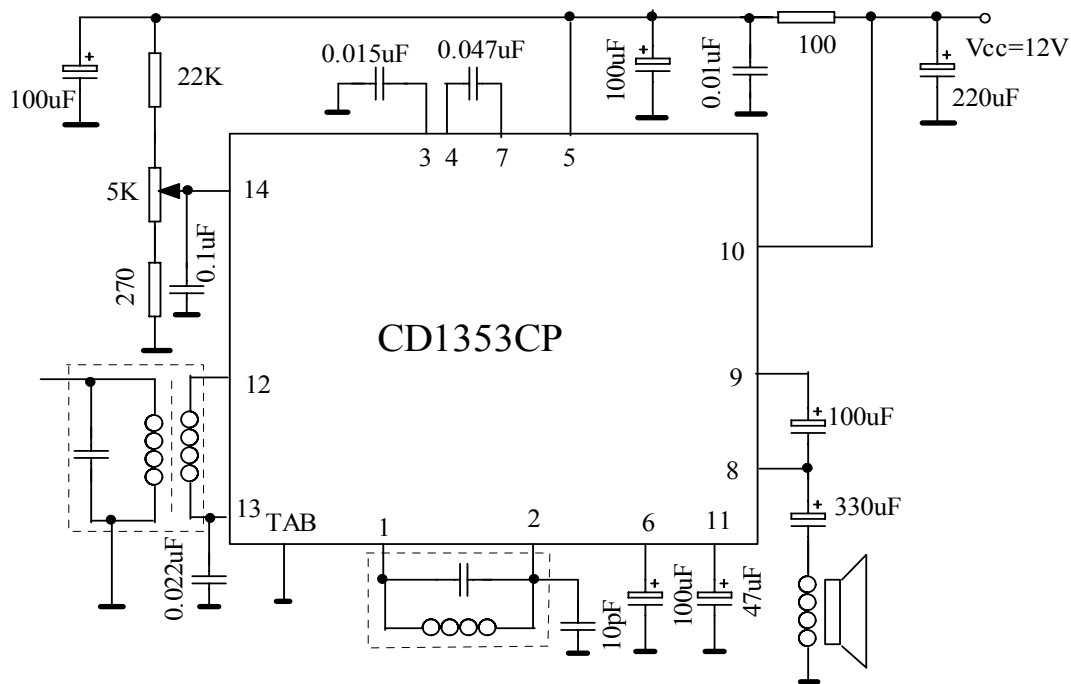 0.015uF
0.047uF
100uF
0.01uF
100
Vcc=12V
220uF
100uF
22K
3
4
7
5
5K
14
0.1uF
270
10
CD1353CP
12
9
100uF
8
330uF
13
TAB
1
2
6
11
0.022uF
10pF
100uF
47uF
+
+
+
+
+
+
+